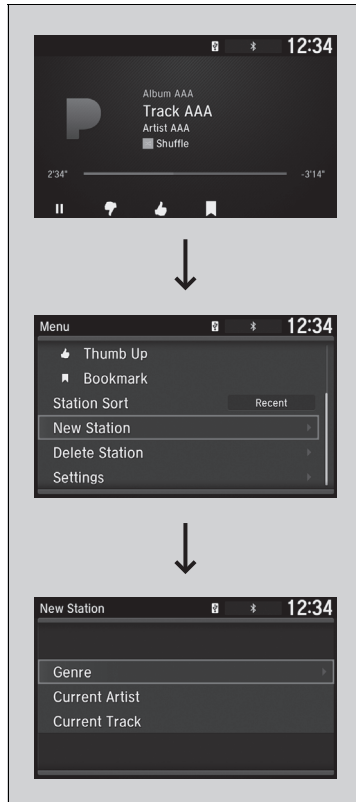 12:34
Album AAA
Track AAA
Artist AAA
Shuffle
2'34" -3'14"
Menu 12:34
Thumb Up
Bookmark
Station Sort Recent
New Station
Delete Station
Settings
New Station 12:34
Genre
Current Artist
Current Track